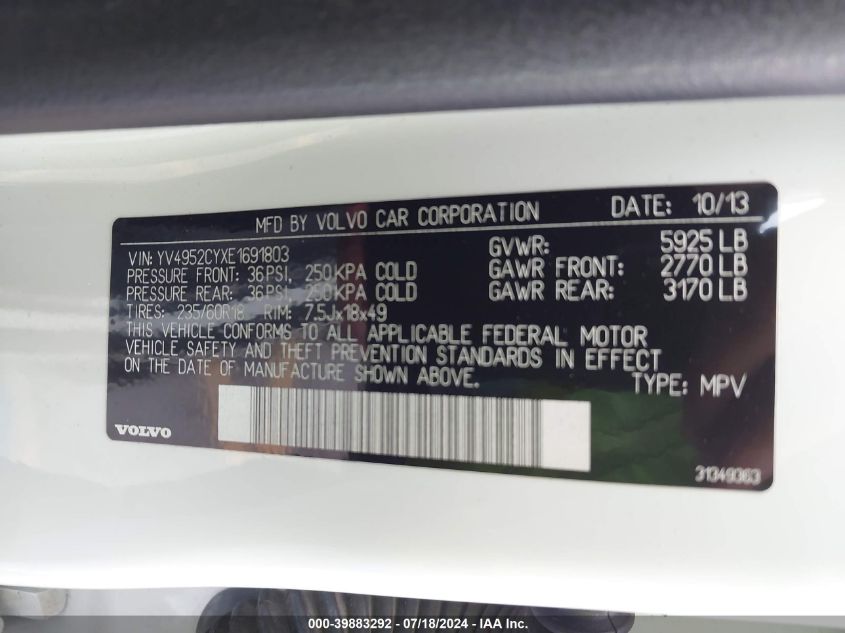 MFD BY VOLVO CAR CORPORATION DATE: 10/13
VIN: YV4952CYXE1691803
PRESSURE FRONT: 36PSI, 250KPA COLD
PRESSURE REAR: 36PSI, 250KPA COLD
TIRES: 235/60R18 RIM: 7.5Jx18x49
GVWR: 5925 LB
GAWR FRONT: 2770 LB
GAWR REAR: 3170 LB
THIS VEHICLE CONFORMS TO ALL APPLICABLE FEDERAL MOTOR
VEHICLE SAFETY AND THEFT PREVENTION STANDARDS IN EFFECT
ON THE DATE OF MANUFACTURE SHOWN ABOVE.
TYPE: MPV
VOLVO
31349363
000-39883292 - 07/18/2024 - IAA Inc.